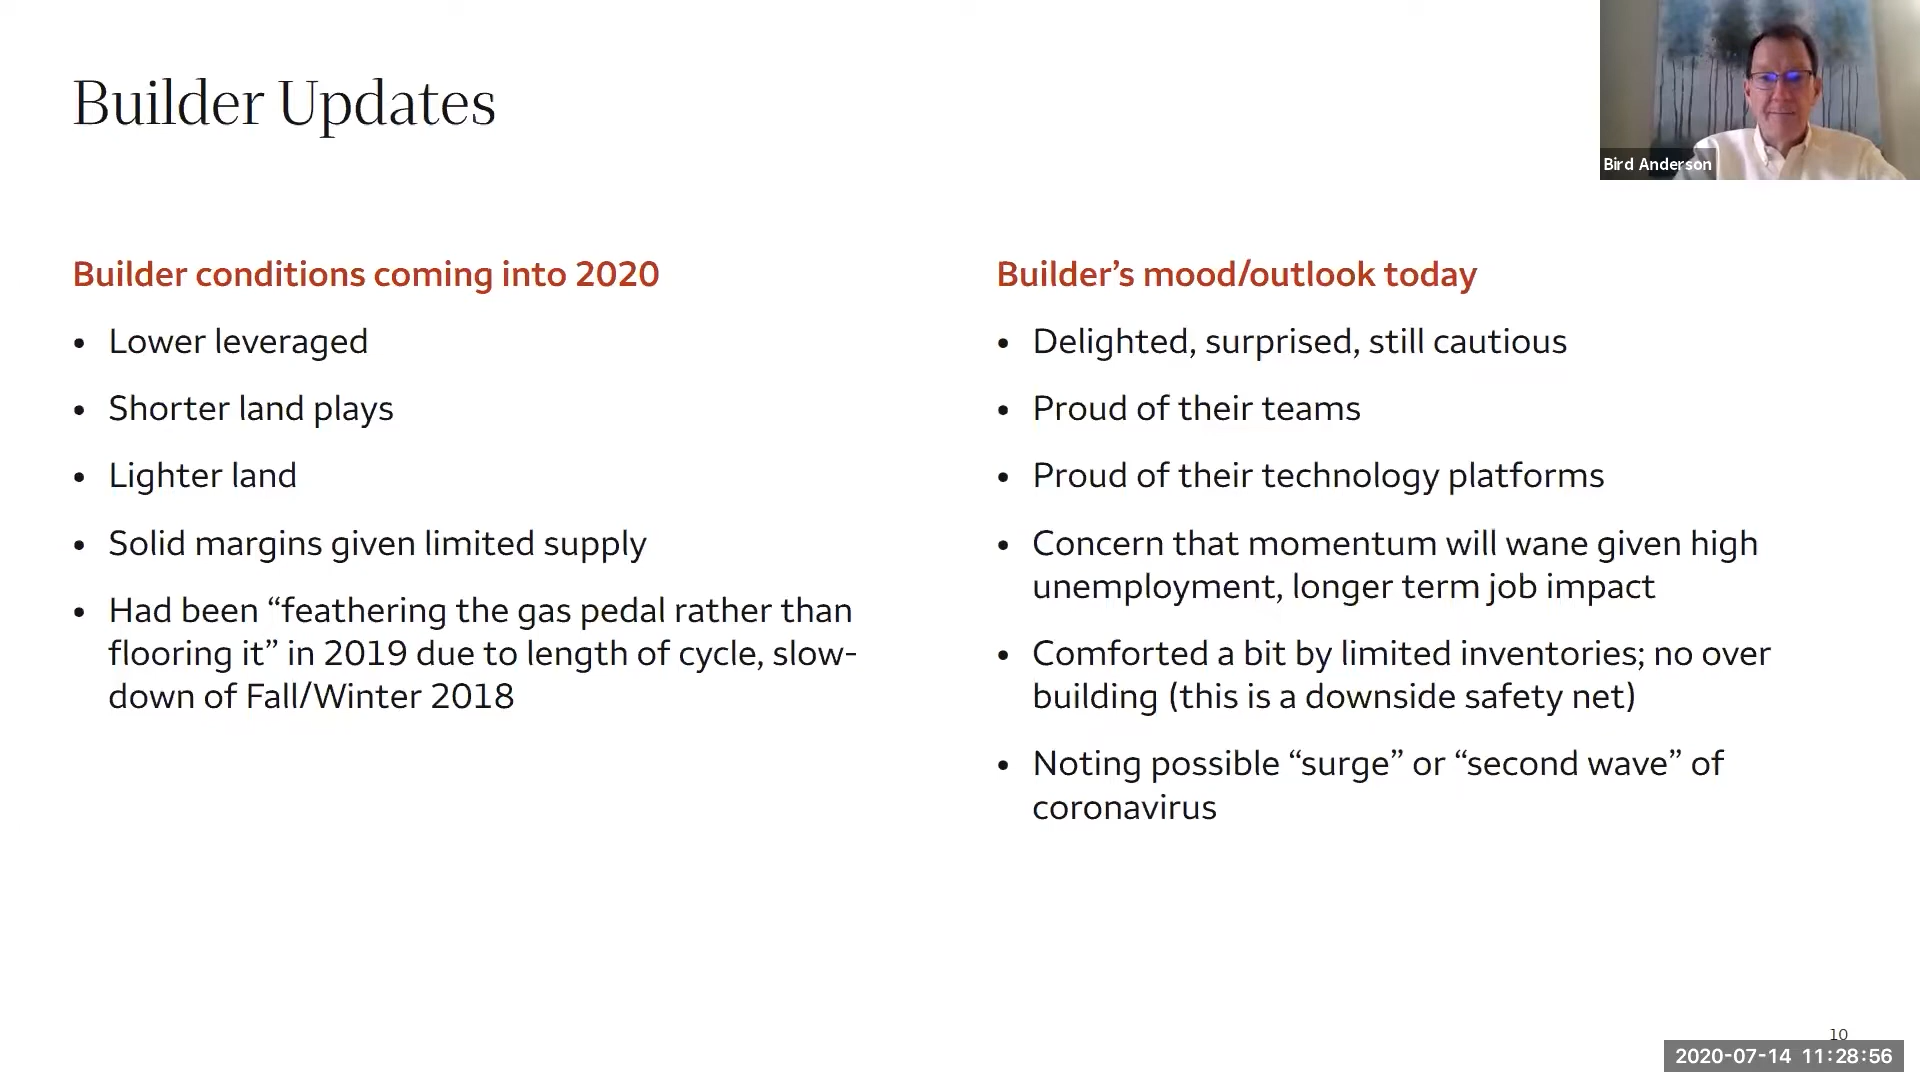 Builder Updates
Bird Anderson
Builder conditions coming into 2020
• Lower leveraged
• Shorter land plays
• Lighter land
• Solid margins given limited supply
• Had been “feathering the gas pedal rather than
flooring it” in 2019 due to length of cycle, slow-
down of Fall/Winter 2018
Builder’s mood/outlook today
• Delighted, surprised, still cautious
• Proud of their teams
• Proud of their technology platforms
• Concern that momentum will wane given high
unemployment, longer term job impact
• Comforted a bit by limited inventories; no over
building (this is a downside safety net)
• Noting possible “surge” or “second wave” of
coronavirus
10
2020-07-14 11:28:56